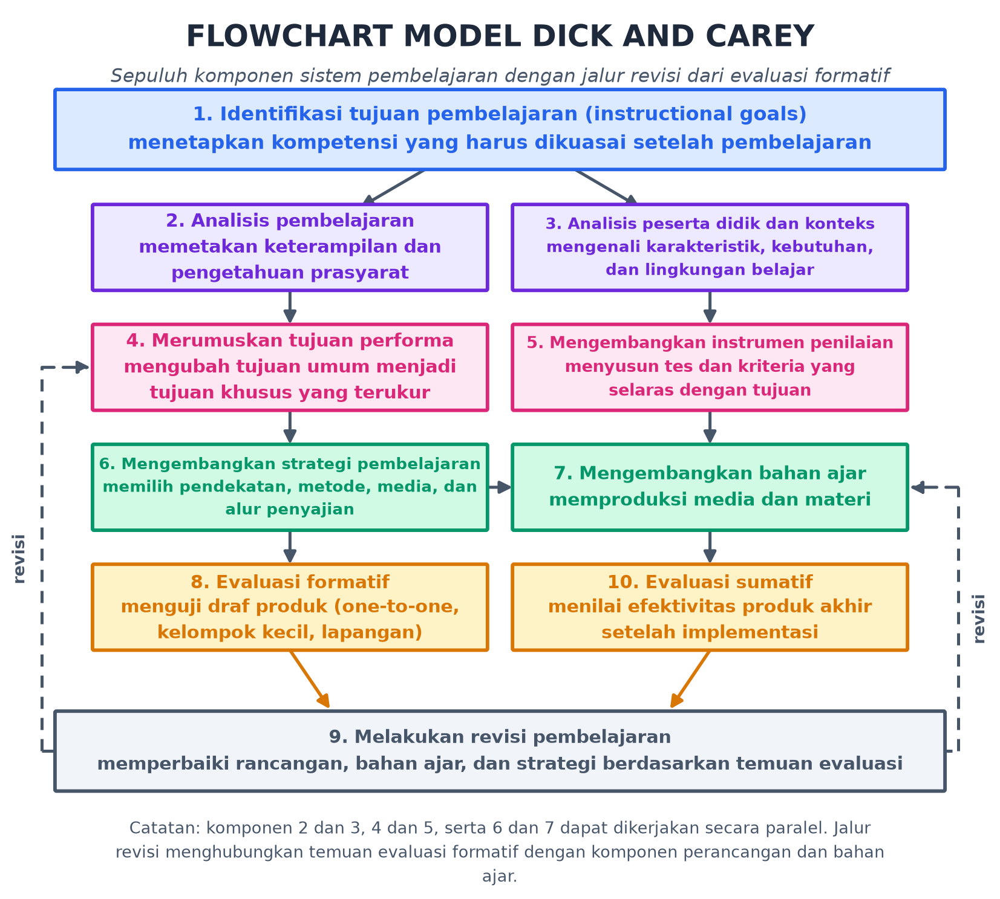 FLOWCHART MODEL DICK AND CAREY
Sepuluh komponen sistem pembelajaran dengan jalur revisi dari evaluasi formatif
1. Identifikasi tujuan pembelajaran (instructional goals)
menetapkan kompetensi yang harus dikuasai setelah pembelajaran
2. Analisis pembelajaran
memetakan keterampilan dan
pengetahuan prasyarat
3. Analisis peserta didik dan konteks
mengenali karakteristik, kebutuhan,
dan lingkungan belajar
4. Merumuskan tujuan performa
mengubah tujuan umum menjadi
tujuan khusus yang terukur
5. Mengembangkan instrumen penilaian
menyusun tes dan kriteria yang
selaras dengan tujuan
6. Mengembangkan strategi pembelajaran
memilih pendekatan, metode, media, dan
alur penyajian
7. Mengembangkan bahan ajar
memproduksi media dan materi
revisi
8. Evaluasi formatif
menguji draf produk (one-to-one,
kelompok kecil, lapangan)
10. Evaluasi sumatif
menilai efektivitas produk akhir
setelah implementasi
revisi
9. Melakukan revisi pembelajaran
memperbaiki rancangan, bahan ajar, dan strategi berdasarkan temuan evaluasi
Catatan: komponen 2 dan 3, 4 dan 5, serta 6 dan 7 dapat dikerjakan secara paralel. Jalur
revisi menghubungkan temuan evaluasi formatif dengan komponen perancangan dan bahan
ajar.